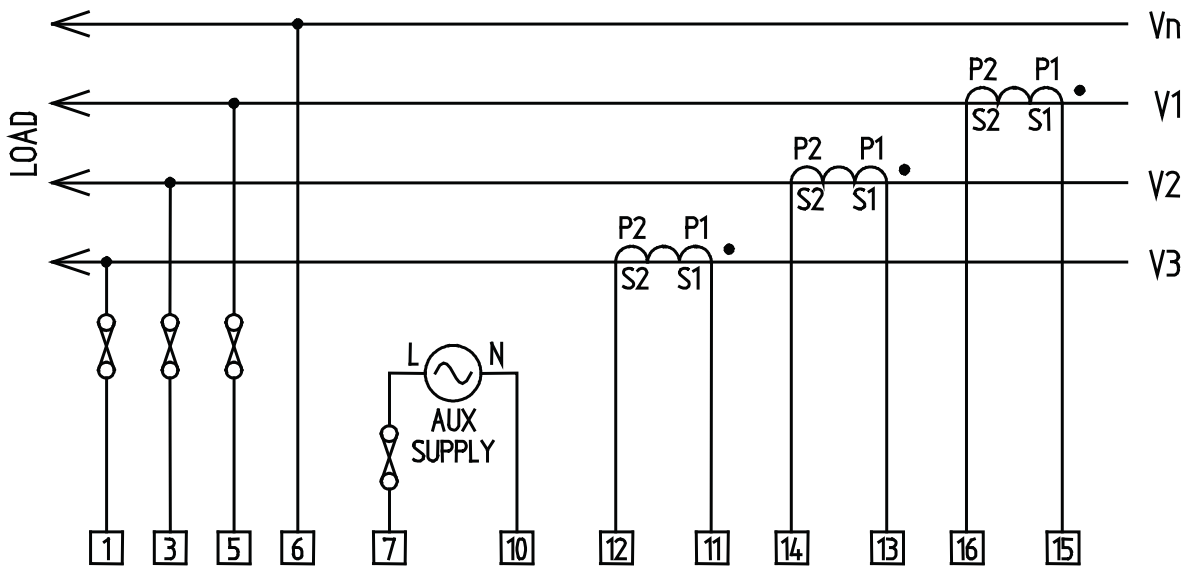 Vn
P2 P1
V1
S2 S1
LOAD
P2 P1
V2
S2 S1
P2 P1
V3
S2 S1
L N
AUX
SUPPLY
1 3 5 6 7 10 12 11 14 13 16 15